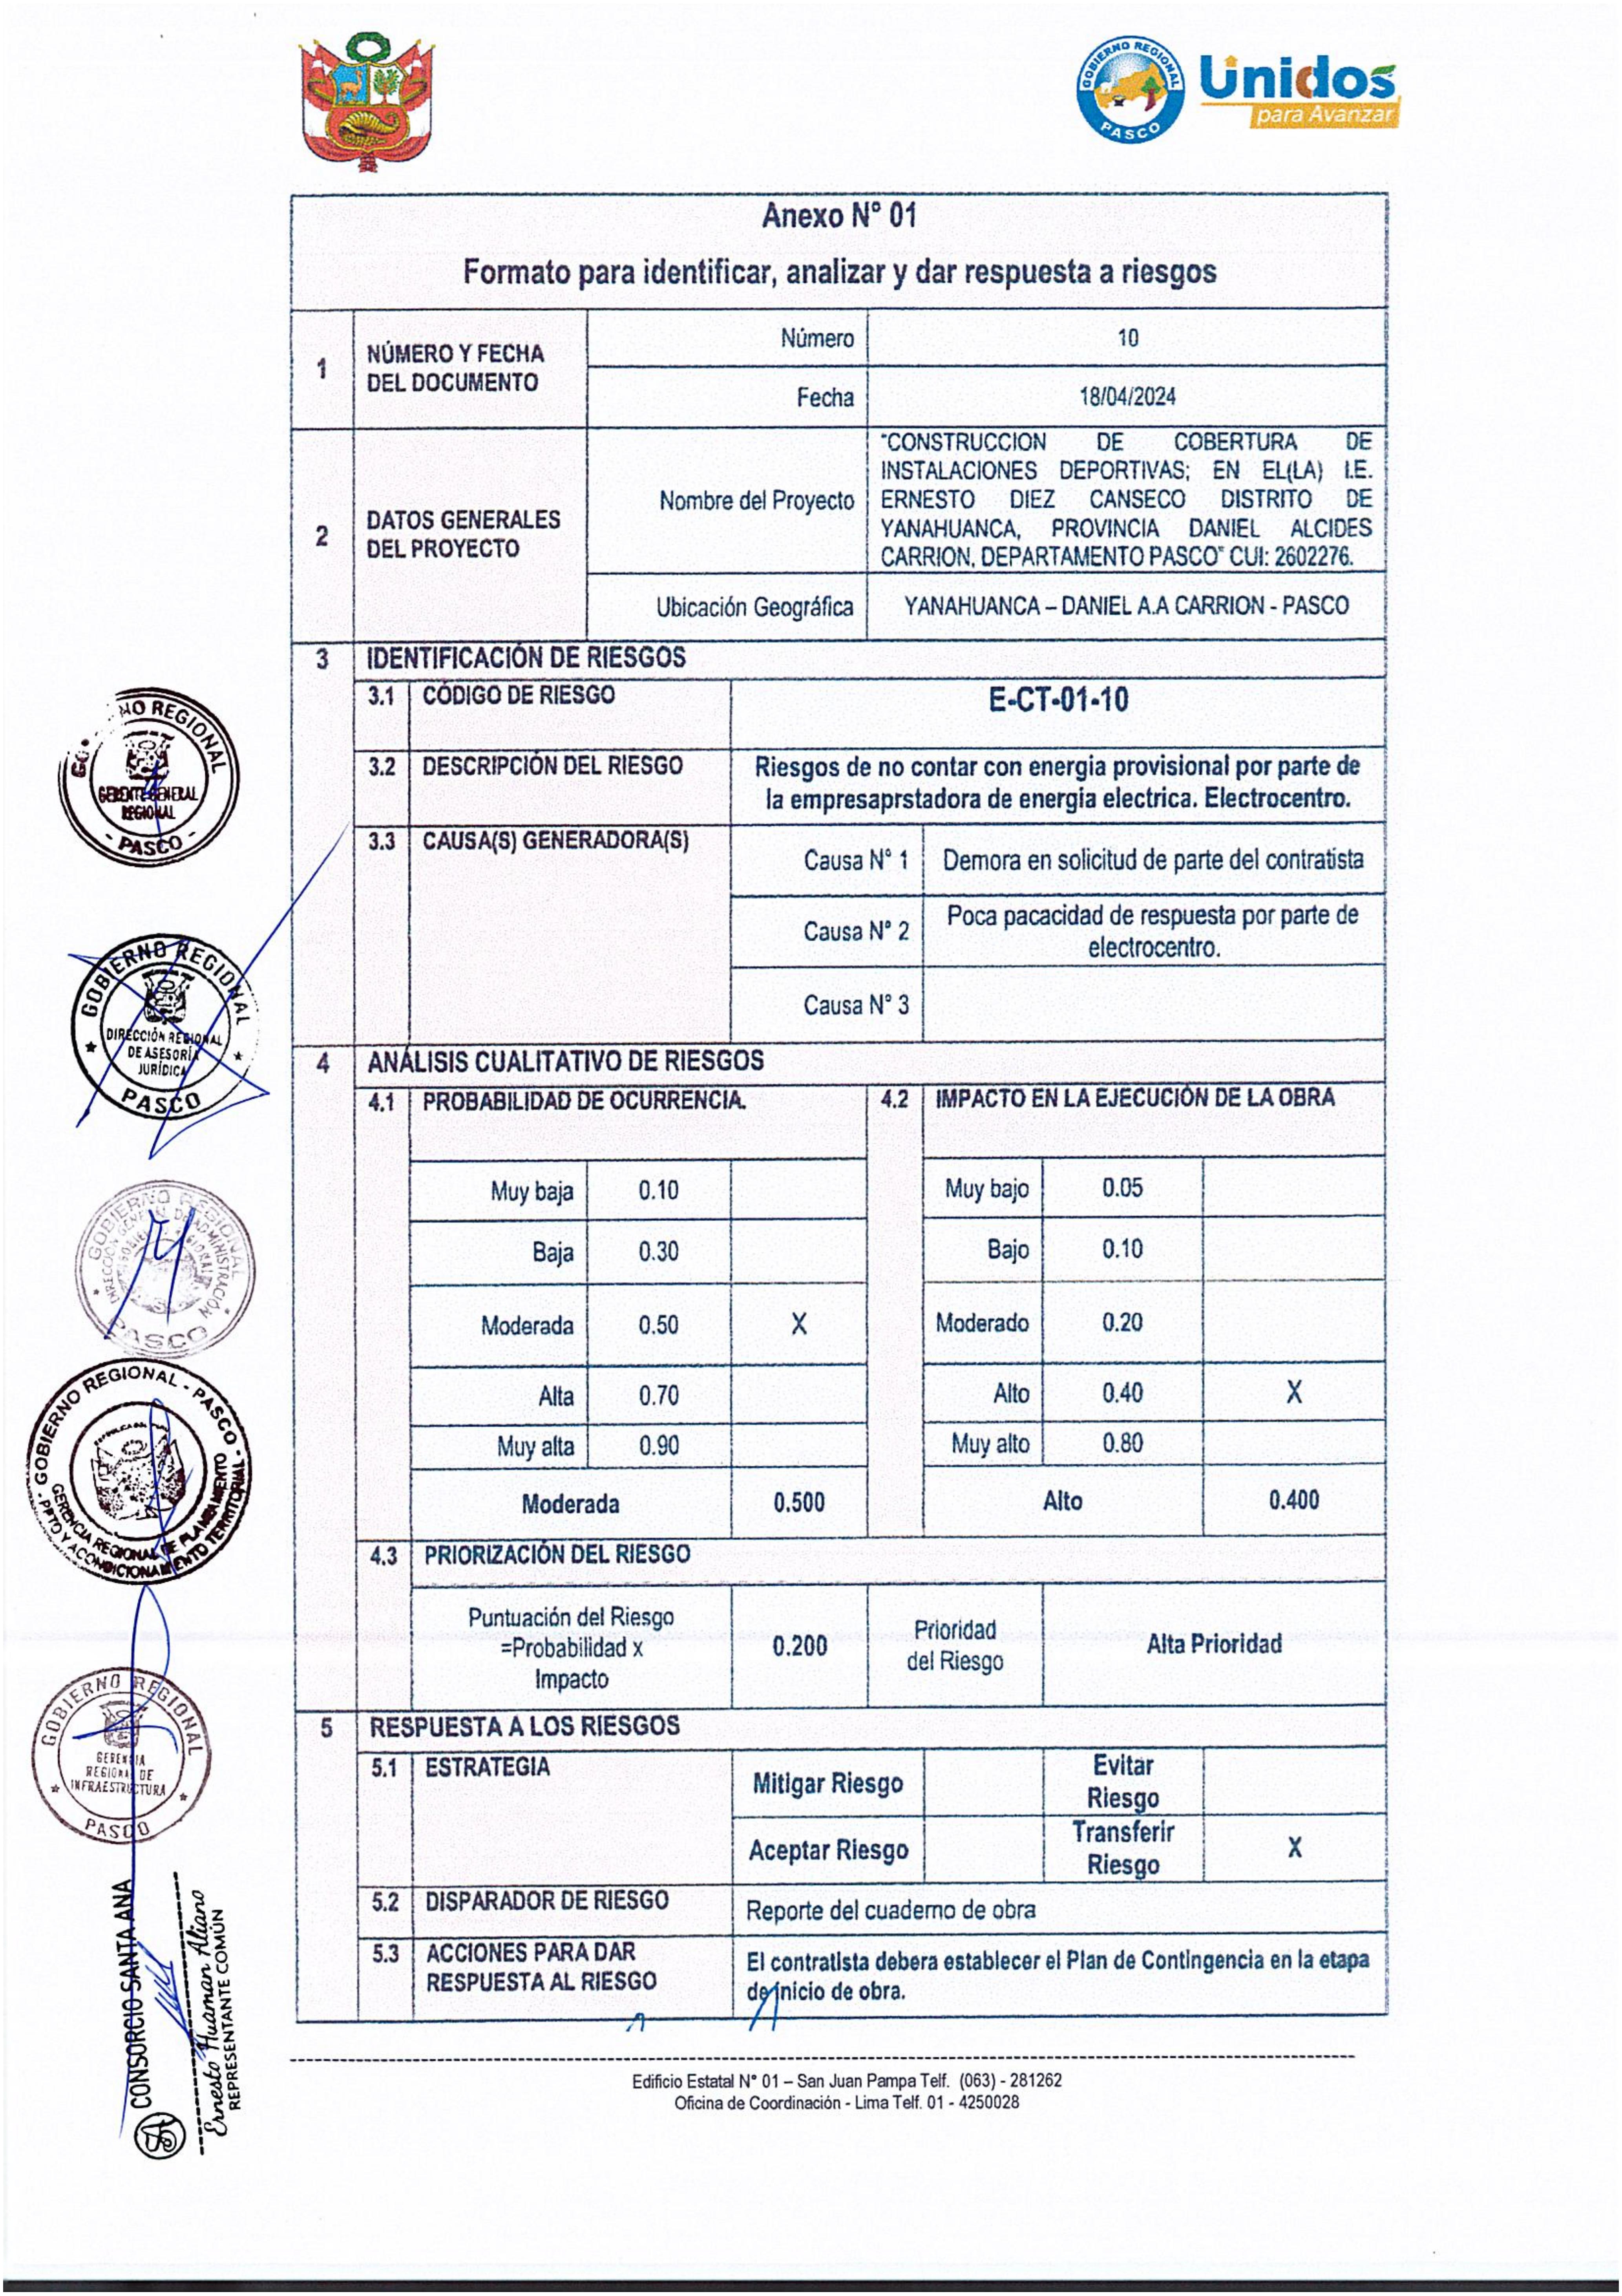 GOBIERNO REGIONAL
PASCO
Unidos
para Avanzar
Anexo N° 01
Formato para identificar, analizar y dar respuesta a riesgos
1
NÚMERO Y FECHA
DEL DOCUMENTO
Número
10
Fecha
18/04/2024
2
DATOS GENERALES
DEL PROYECTO
Nombre del Proyecto
"CONSTRUCCION DE COBERTURA DE
INSTALACIONES DEPORTIVAS; EN EL(LA) I.E.
ERNESTO DIEZ CANSECO DISTRITO DE
YANAHUANCA, PROVINCIA DANIEL ALCIDES
CARRION, DEPARTAMENTO PASCO" CUI: 2602276.
Ubicación Geográfica
YANAHUANCA – DANIEL A.A CARRION - PASCO
3 IDENTIFICACIÓN DE RIESGOS
3.1 CÓDIGO DE RIESGO
E-CT-01-10
3.2 DESCRIPCIÓN DEL RIESGO
Riesgos de no contar con energia provisional por parte de
la empresaprstadora de energia electrica. Electrocentro.
3.3 CAUSA(S) GENERADORA(S)
Causa N° 1 Demora en solicitud de parte del contratista
Causa N° 2 Poca pacacidad de respuesta por parte de
electrocentro.
Causa N° 3
4 ANÁLISIS CUALITATIVO DE RIESGOS
4.1 PROBABILIDAD DE OCURRENCIA
4.2 IMPACTO EN LA EJECUCIÓN DE LA OBRA
Muy baja 0.10 Muy bajo 0.05
Baja 0.30 Bajo 0.10
Moderada 0.50 X Moderado 0.20
Alta 0.70 Alto 0.40 X
Muy alta 0.90 Muy alto 0.80
Moderada 0.500 Alto 0.400
4.3 PRIORIZACIÓN DEL RIESGO
Puntuación del Riesgo
=Probabilidad x
Impacto
0.200
Prioridad
del Riesgo
Alta Prioridad
5 RESPUESTA A LOS RIESGOS
5.1 ESTRATEGIA
Mitigar Riesgo
Evitar
Riesgo
Aceptar Riesgo
Transferir
Riesgo
X
5.2 DISPARADOR DE RIESGO
Reporte del cuaderno de obra
5.3 ACCIONES PARA DAR
RESPUESTA AL RIESGO
El contratista debera establecer el Plan de Contingencia en la etapa
de inicio de obra.
Edificio Estatal N° 01 – San Juan Pampa Telf. (063) - 281262
Oficina de Coordinación - Lima Telf. 01 - 4250028
NO REGIONAL
GERENTE GENERAL
REGIONAL
- PASCO -
GOBIERNO REGIONAL
DIRECCIÓN REGIONAL
DE ASESORÍA
JURÍDICA
PASCO
GOBIERNO REGIONAL
DIRECCIÓN GENERAL DE ADMINISTRACIÓN
PASCO
GOBIERNO REGIONAL - PASCO -
GERENCIA REGIONAL DE PLANEAMIENTO
PPTO Y ACONDICIONAMIENTO TERRITORIAL
GOBIERNO REGIONAL
GERENCIA
REGIONAL DE
INFRAESTRUCTURA
PASCO
CONSORCIO SANTA ANA
Ernesto Huaman Aliano
REPRESENTANTE COMÚN